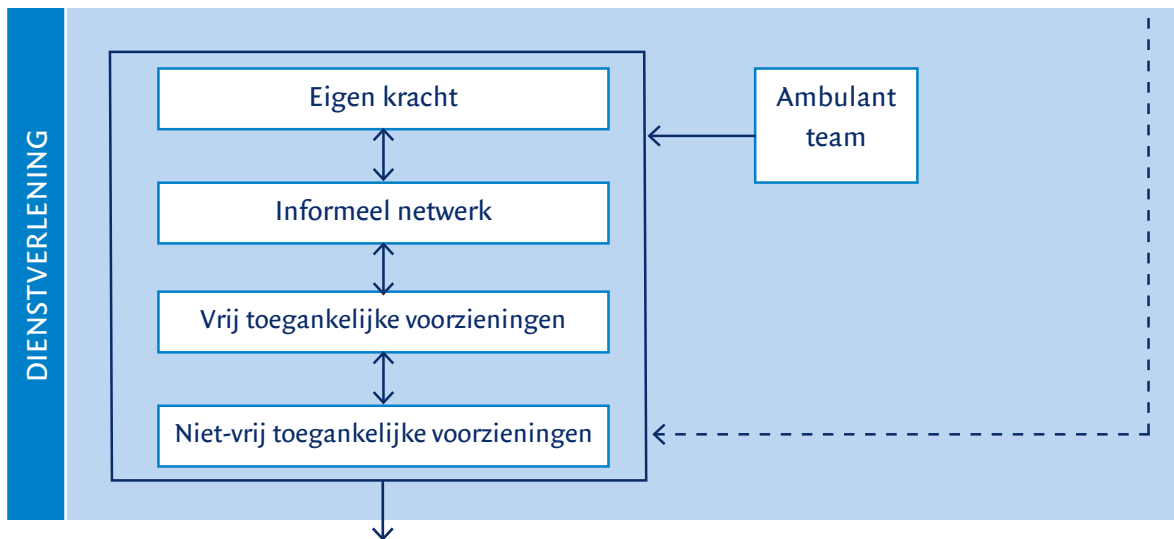 DIENSTVERLENING
Eigen kracht
Ambulant
team
Informeel netwerk
Vrij toegankelijke voorzieningen
Niet-vrij toegankelijke voorzieningen